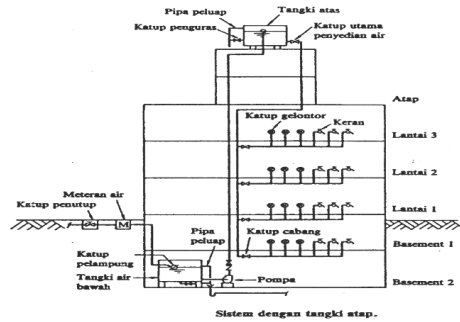 Pipa peluap
Tangki atas
Katup penguras
Katup utama
penyedian air
Atap
Katup gelontor
Keran
Lantai 3
Lantai 2
Meteran air
Katup penutup
M
Lantai 1
Pipa
peluap
Katup cabang
Katup
pelampung
Basement 1
Tangki air
bawah
Pompa
Basement 2
Sistem dengan tangki atap.